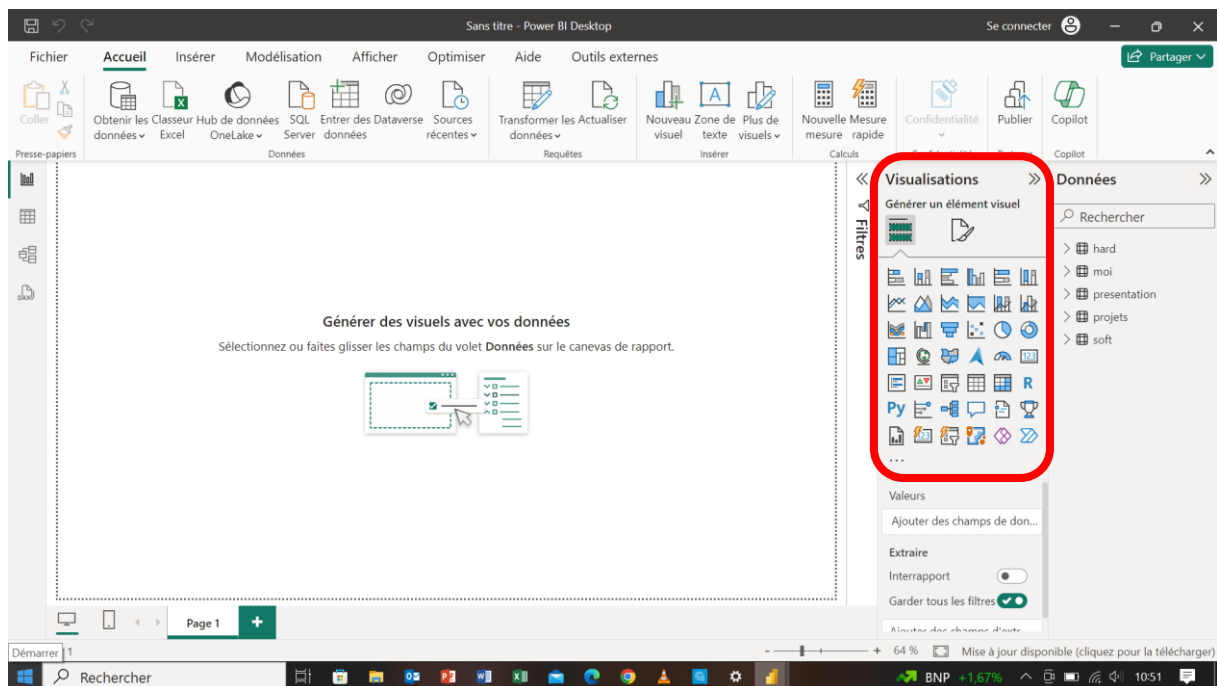 Sans titre - Power BI Desktop
Se connecter
Fichier Accueil Insérer Modélisation Afficher Optimiser Aide Outils externes
Partager
Coller
Obtenir les données
Classeur Excel
Hub de données OneLake
SQL Server
Entrer des données
Dataverse
Sources récentes
Transformer les données
Actualiser
Nouveau visuel
Zone de texte
Plus de visuels
Nouvelle mesure
Mesure rapide
Confidentialité
Publier
Copilot
Presse-papiers
Données
Requêtes
Insérer
Calculs
Copilot
Filtres
Visualisations
Générer un élément visuel
123
R
Py
...
Valeurs
Ajouter des champs de don...
Extraire
Interrapport
Garder tous les filtres
Données
Rechercher
hard
moi
presentation
projets
soft
DAX
Générer des visuels avec vos données
Sélectionnez ou faites glisser les champs du volet Données sur le canevas de rapport.
Page 1
+
Démarrer 1
- + 64 % Mise à jour disponible (cliquez pour la télécharger)
Rechercher
BNP +1,67% 10:51